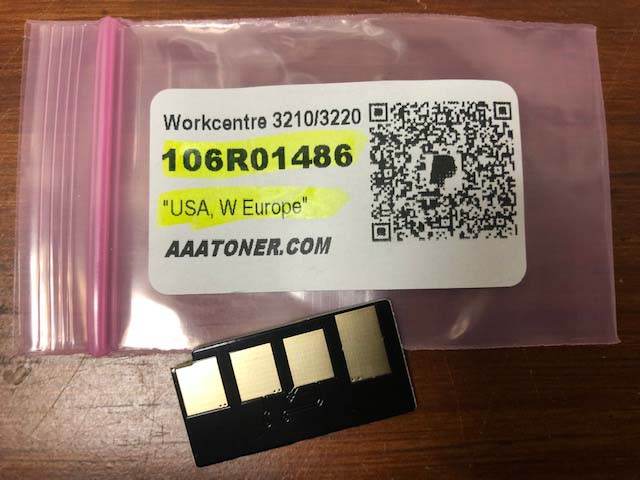 Workcentre 3210/3220
106R01486
"USA, W Europe"
AAATONER.COM